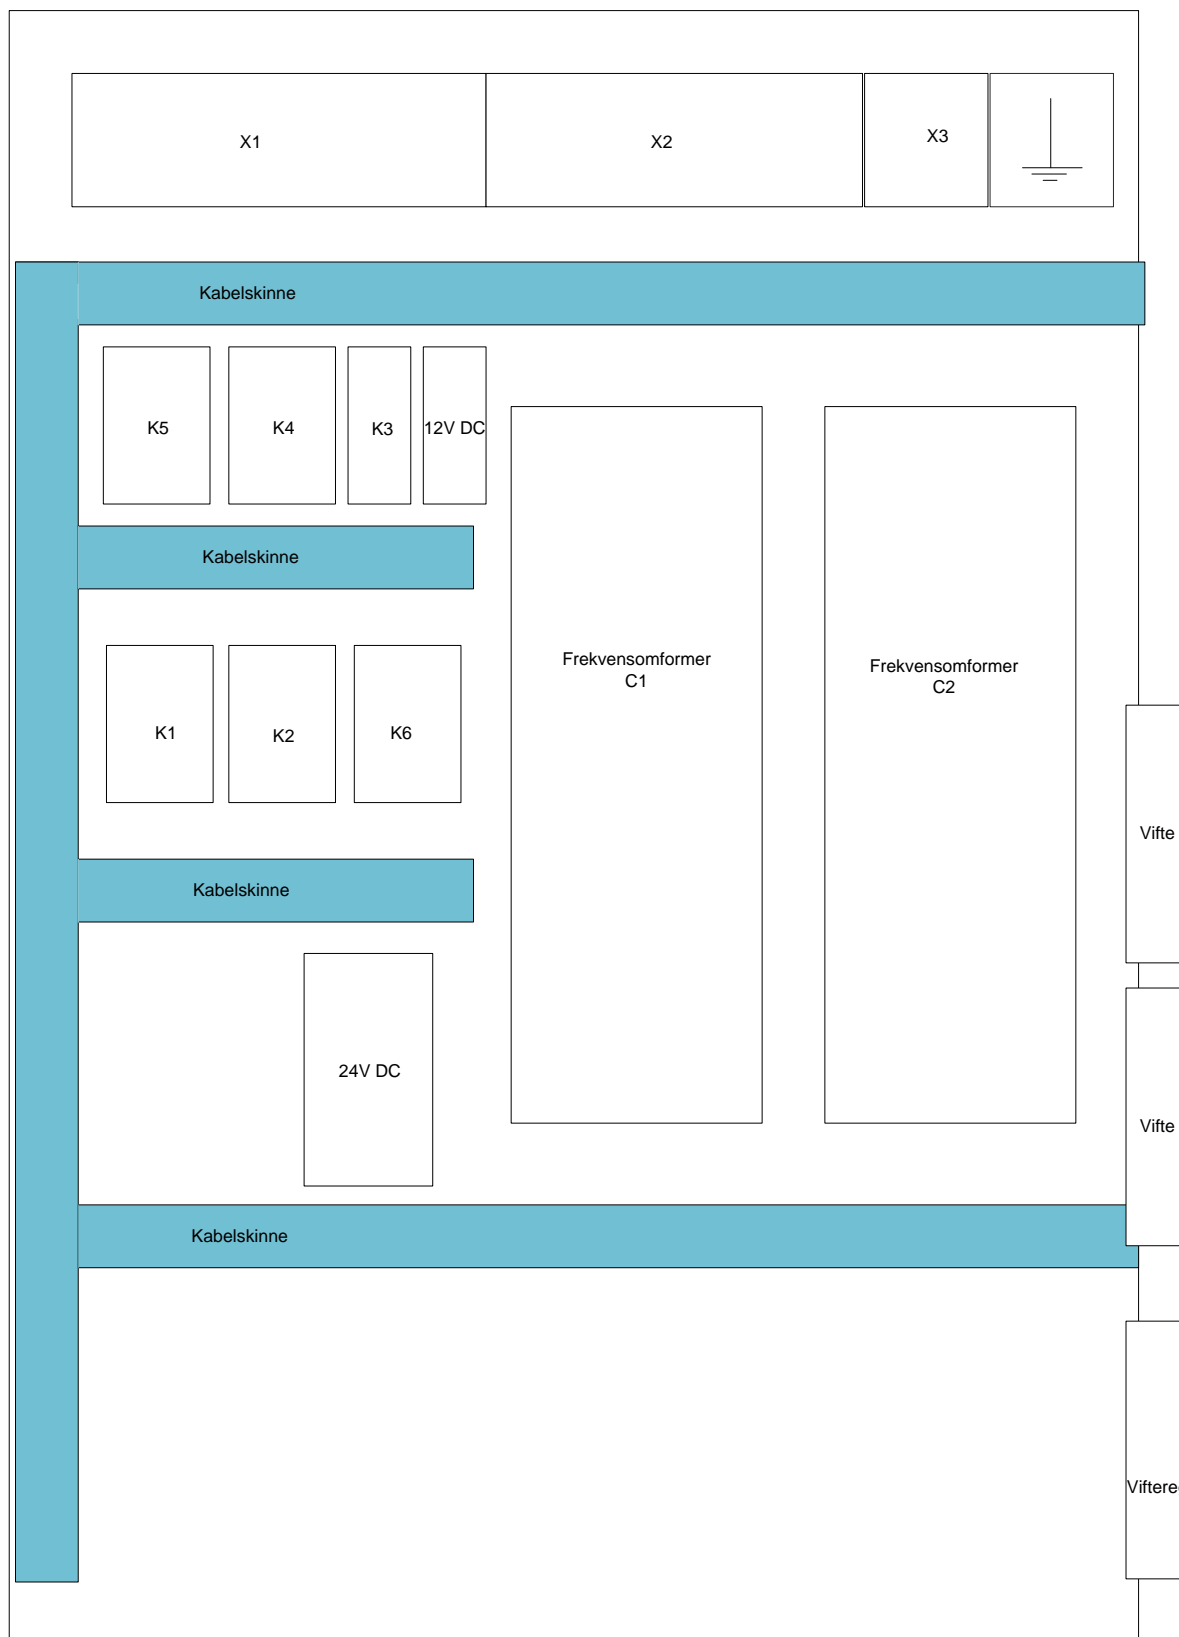 X1
X2
X3
Kabelskinne
K5
K4
K3
12V DC
Kabelskinne
Frekvensomformer
C1
Frekvensomformer
C2
K1
K2
K6
Vifte
Kabelskinne
24V DC
Vifte
Kabelskinne